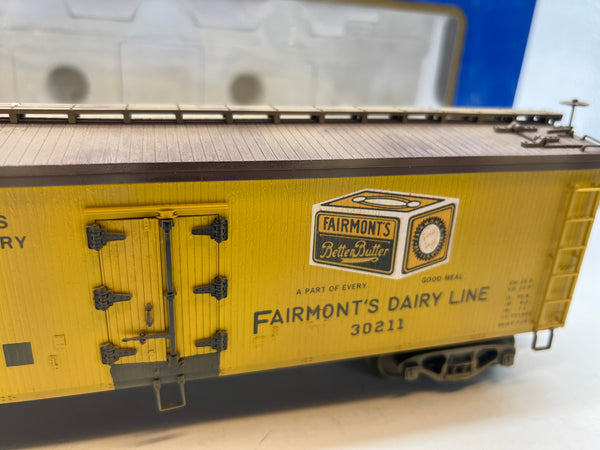 S
RY
FAIRMONT'S
Better Butter
A PART OF EVERY GOOD MEAL
FAIRMONT'S DAIRY LINE
30211